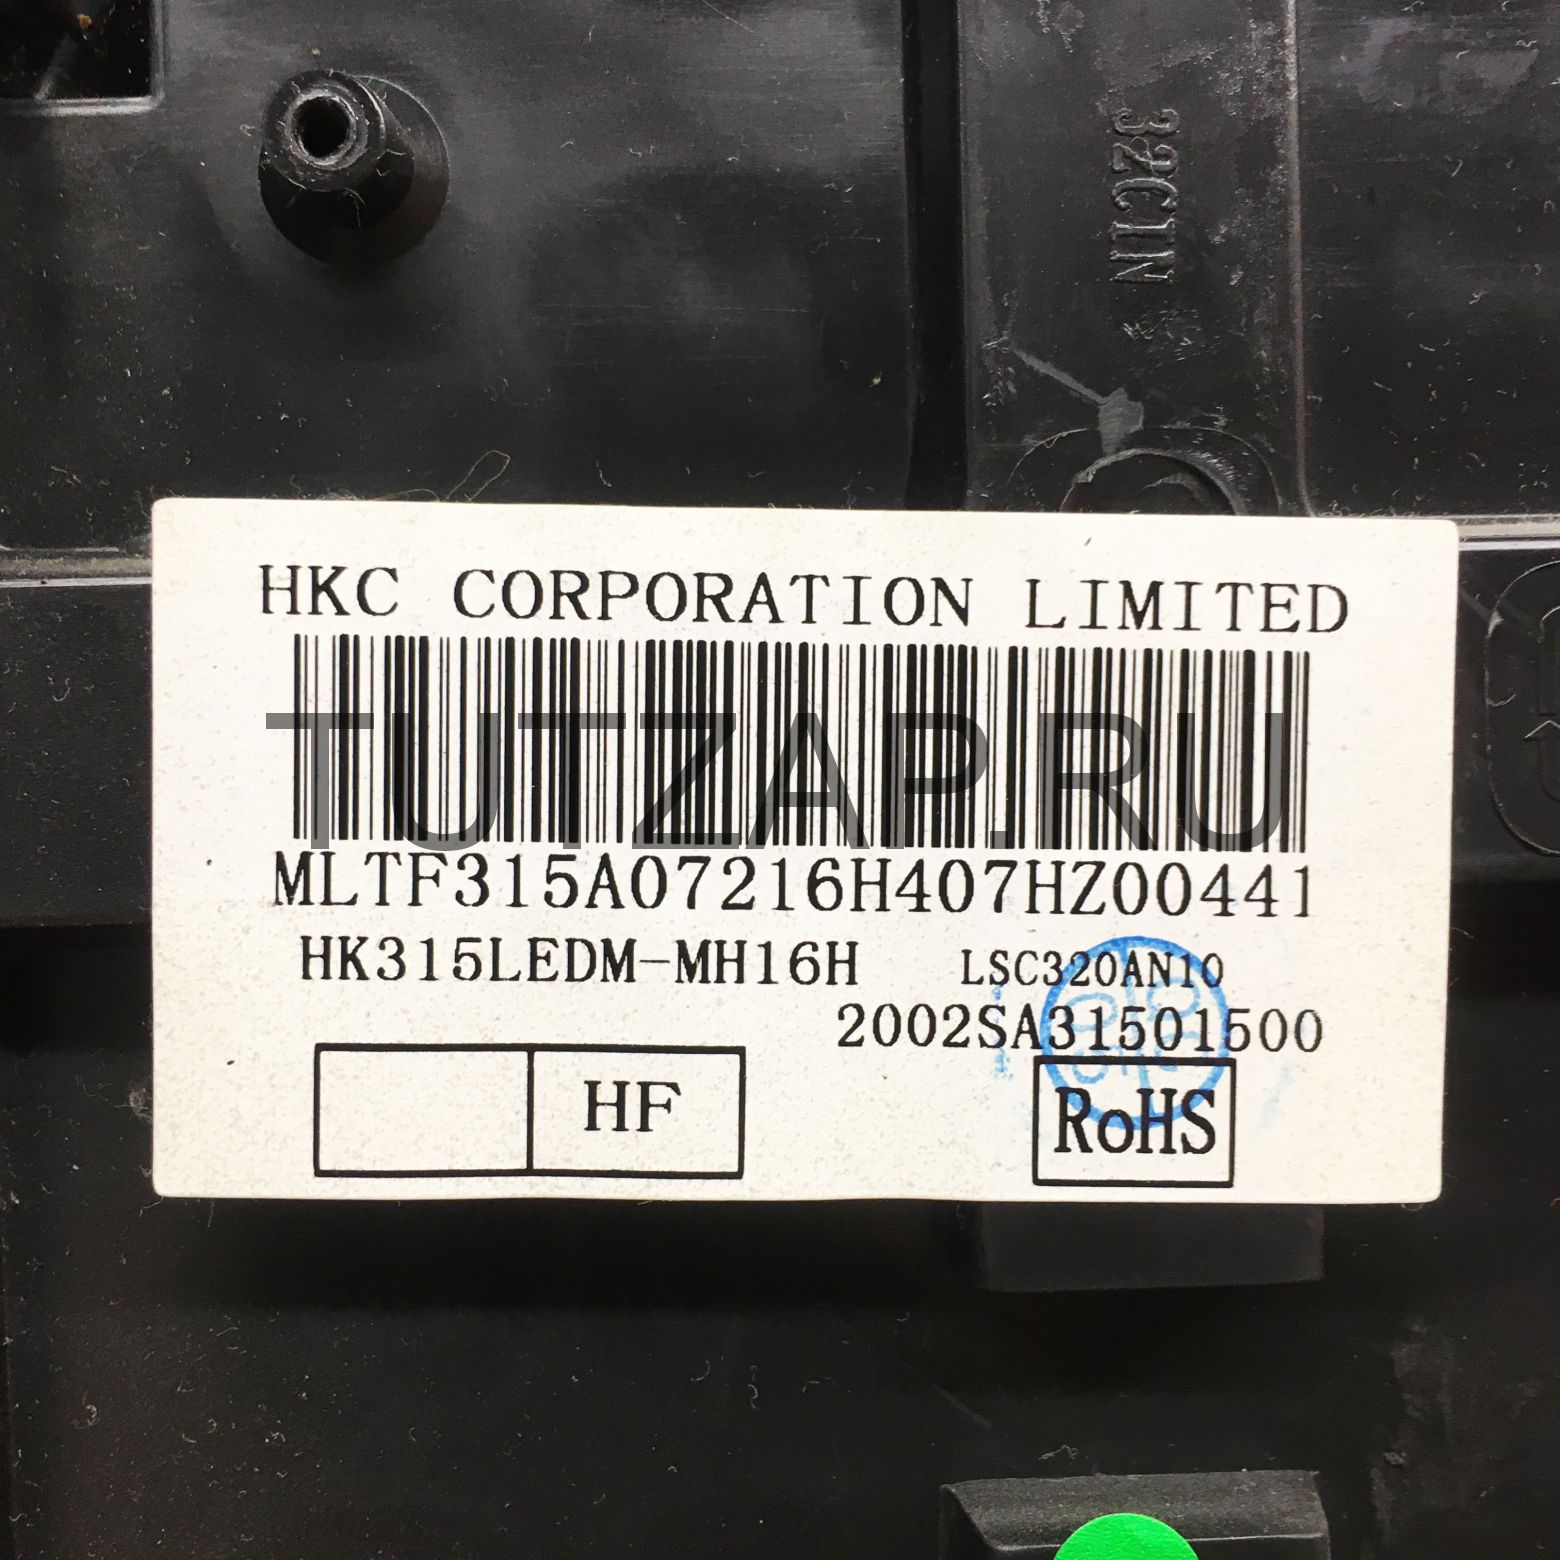 32C1N
HKC CORPORATION LIMITED
TUTZAP.RU
MLTF315A07216H407HZ00441
HK315LEDM-MH16H LSC320AN10
2002SA31501500
HF
RoHS